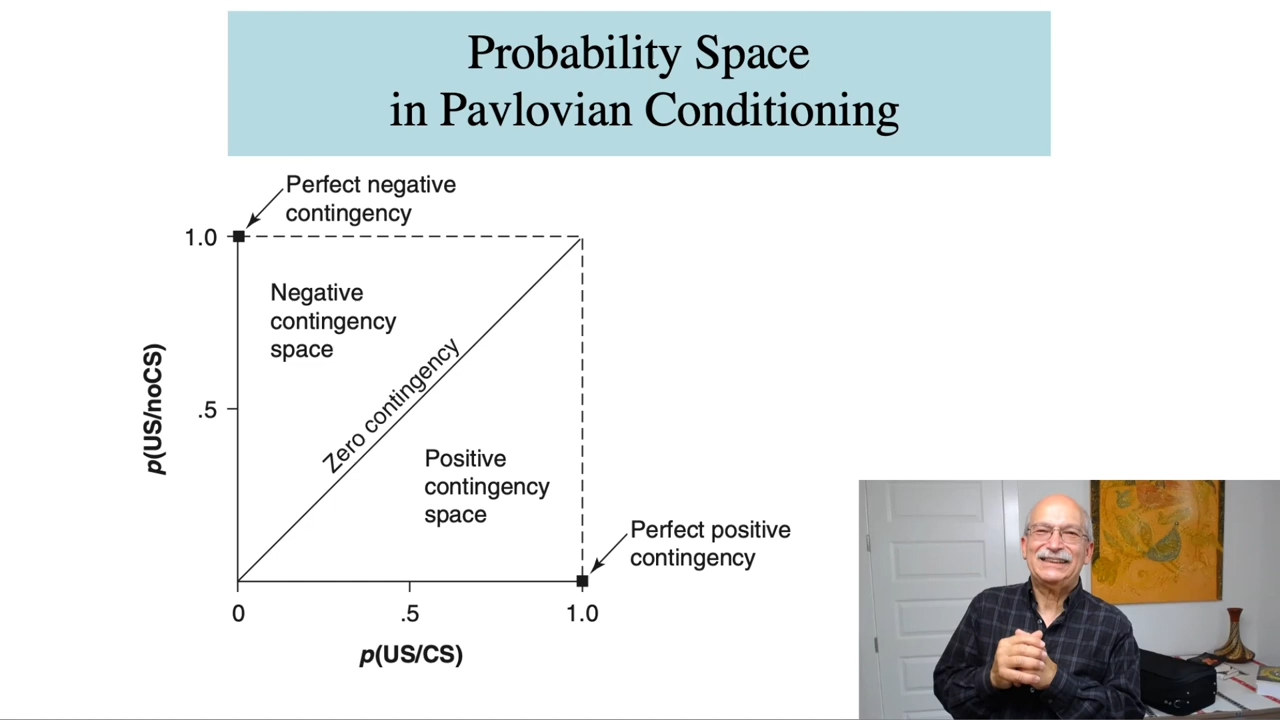 Probability Space
in Pavlovian Conditioning
Perfect negative
contingency
1.0
Negative
contingency
space
p(US/noCS)
.5
Zero contingency
Positive
contingency
space
Perfect positive
contingency
0
.5
1.0
p(US/CS)